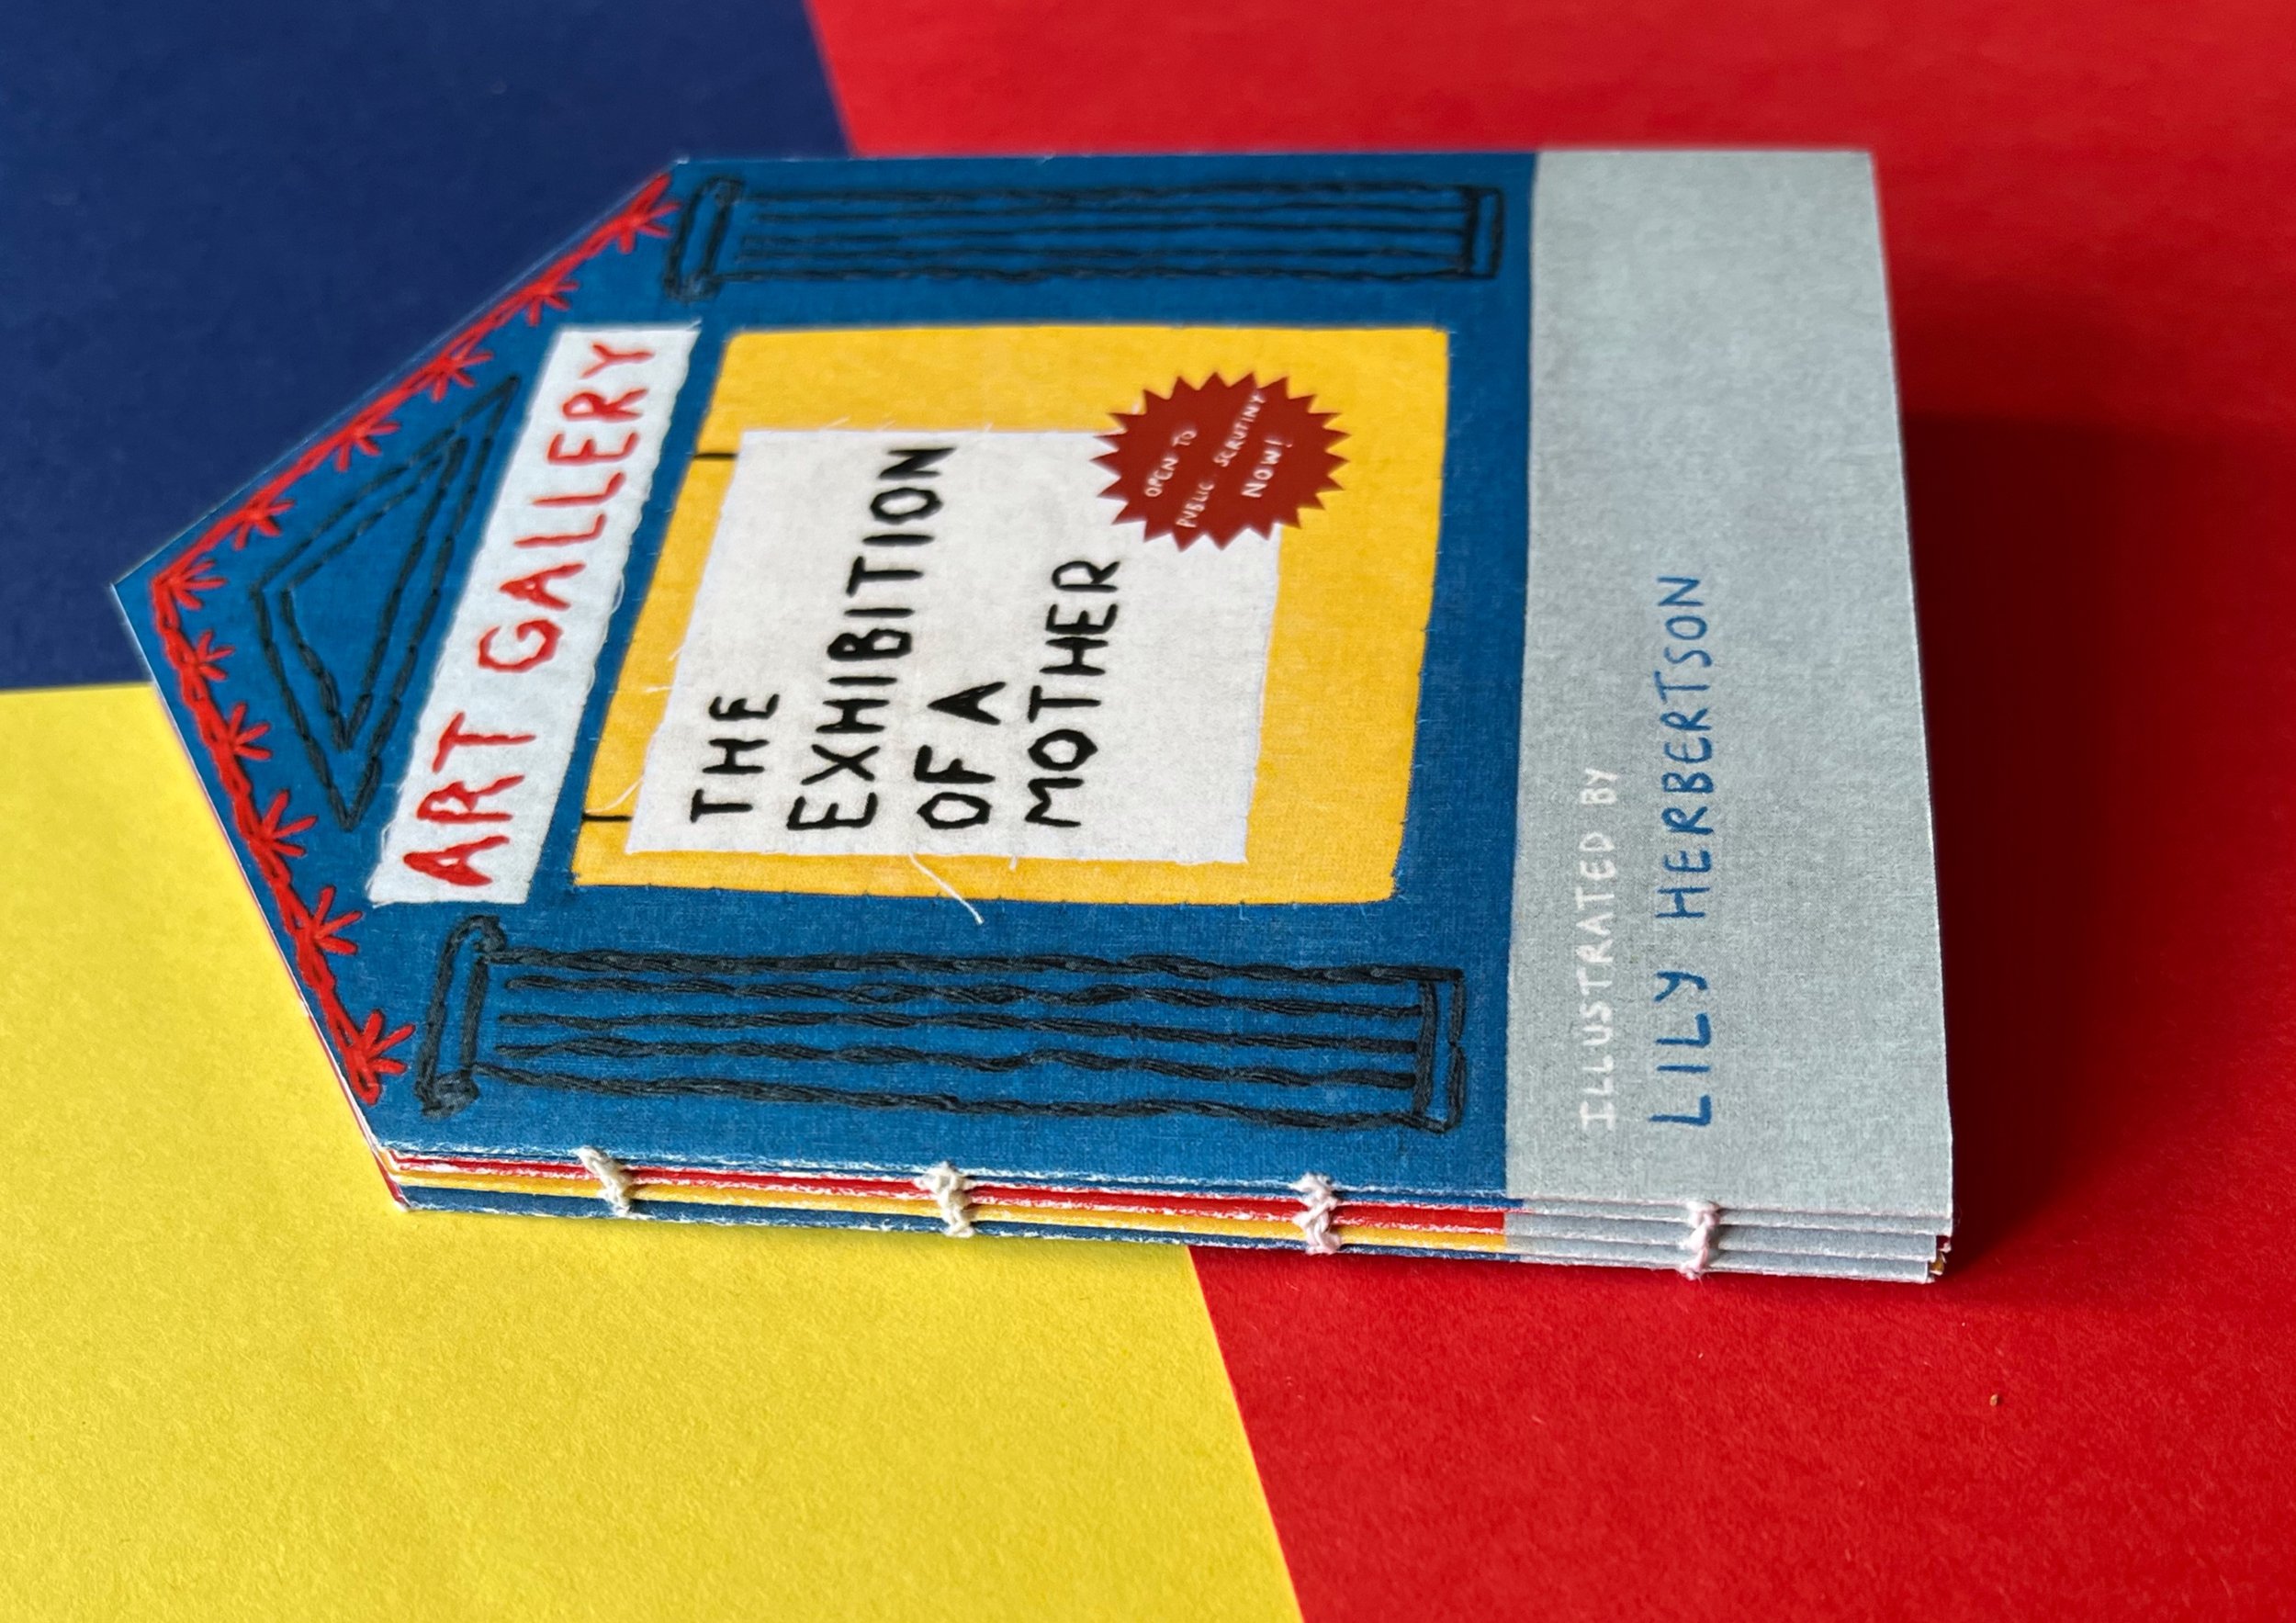 ART GALLERY
THE
EXHIBITION
OF A
MOTHER
OPEN TO
PUBLIC SCRUTINY
NOW!
ILLUSTRATED BY
LILY HERBERTSON